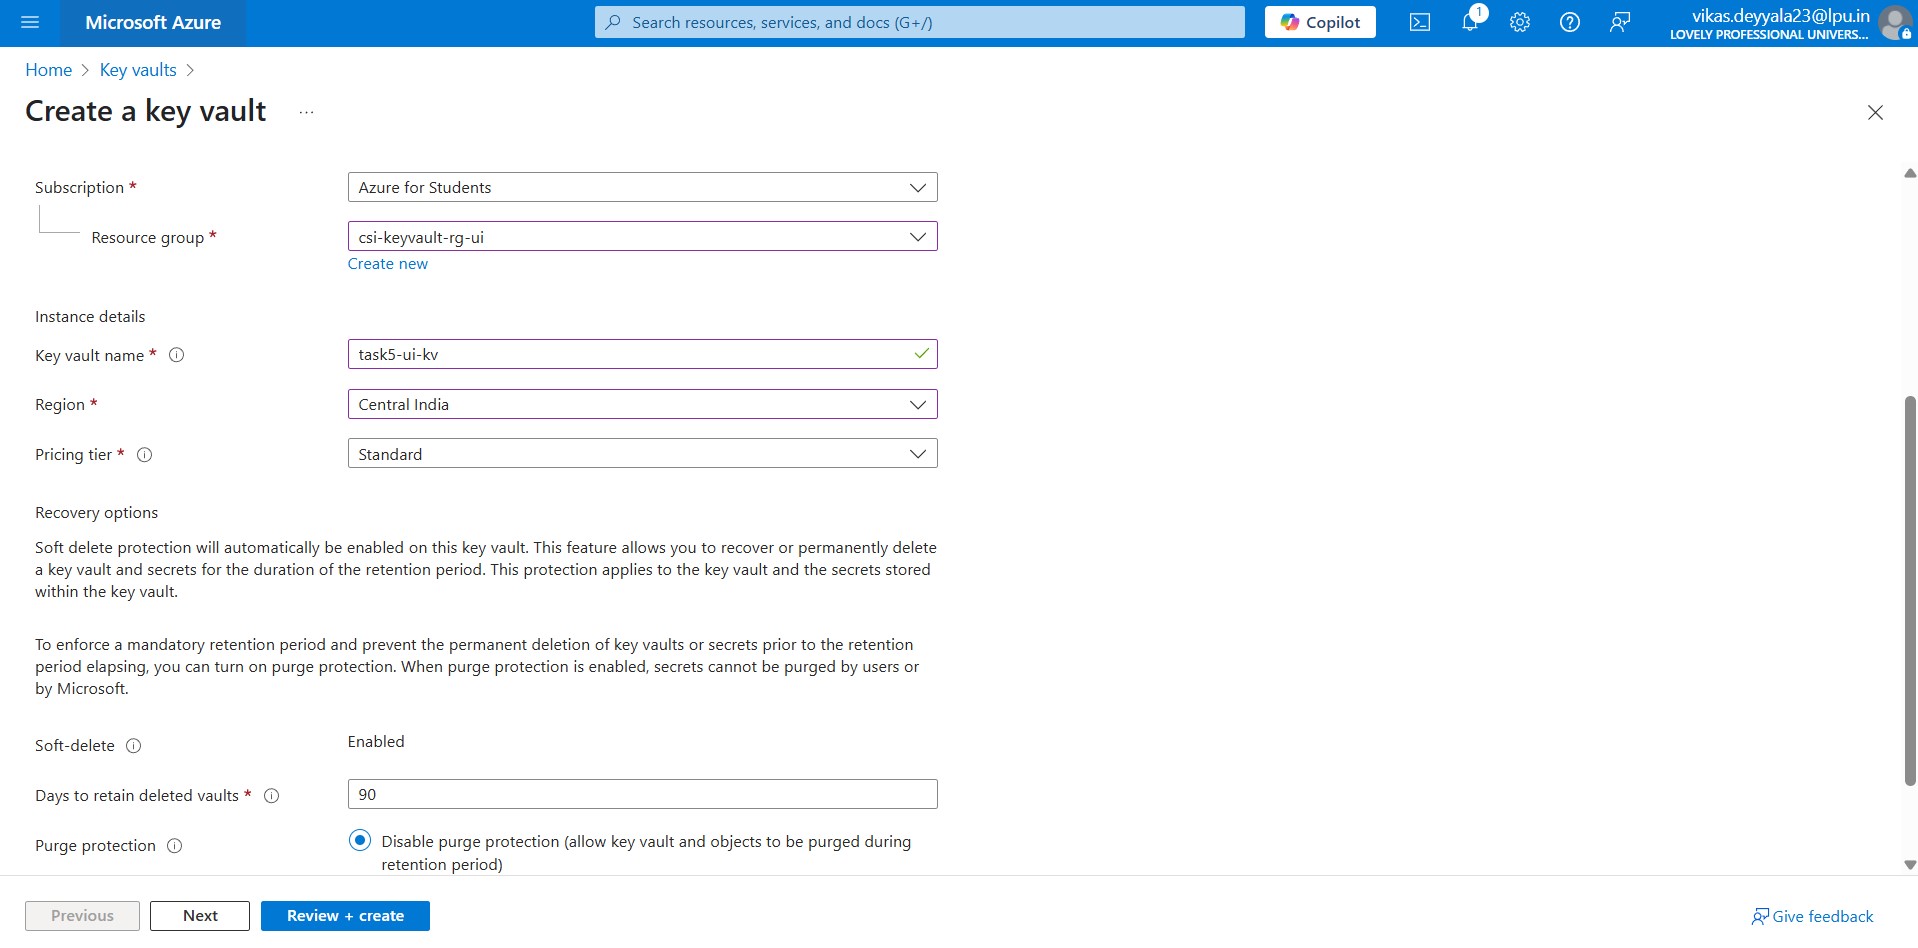 Microsoft Azure
Search resources, services, and docs (G+/)
Copilot
1
vikas.deyyala23@lpu.in
LOVELY PROFESSIONAL UNIVERS...
Home > Key vaults >
Create a key vault ...
Subscription *
Azure for Students
Resource group *
csi-keyvault-rg-ui
Create new
Instance details
Key vault name *
task5-ui-kv
Region *
Central India
Pricing tier *
Standard
Recovery options
Soft delete protection will automatically be enabled on this key vault. This feature allows you to recover or permanently delete
a key vault and secrets for the duration of the retention period. This protection applies to the key vault and the secrets stored
within the key vault.
To enforce a mandatory retention period and prevent the permanent deletion of key vaults or secrets prior to the retention
period elapsing, you can turn on purge protection. When purge protection is enabled, secrets cannot be purged by users or
by Microsoft.
Soft-delete
Enabled
Days to retain deleted vaults *
90
Purge protection
Disable purge protection (allow key vault and objects to be purged during
retention period)
Previous
Next
Review + create
Give feedback